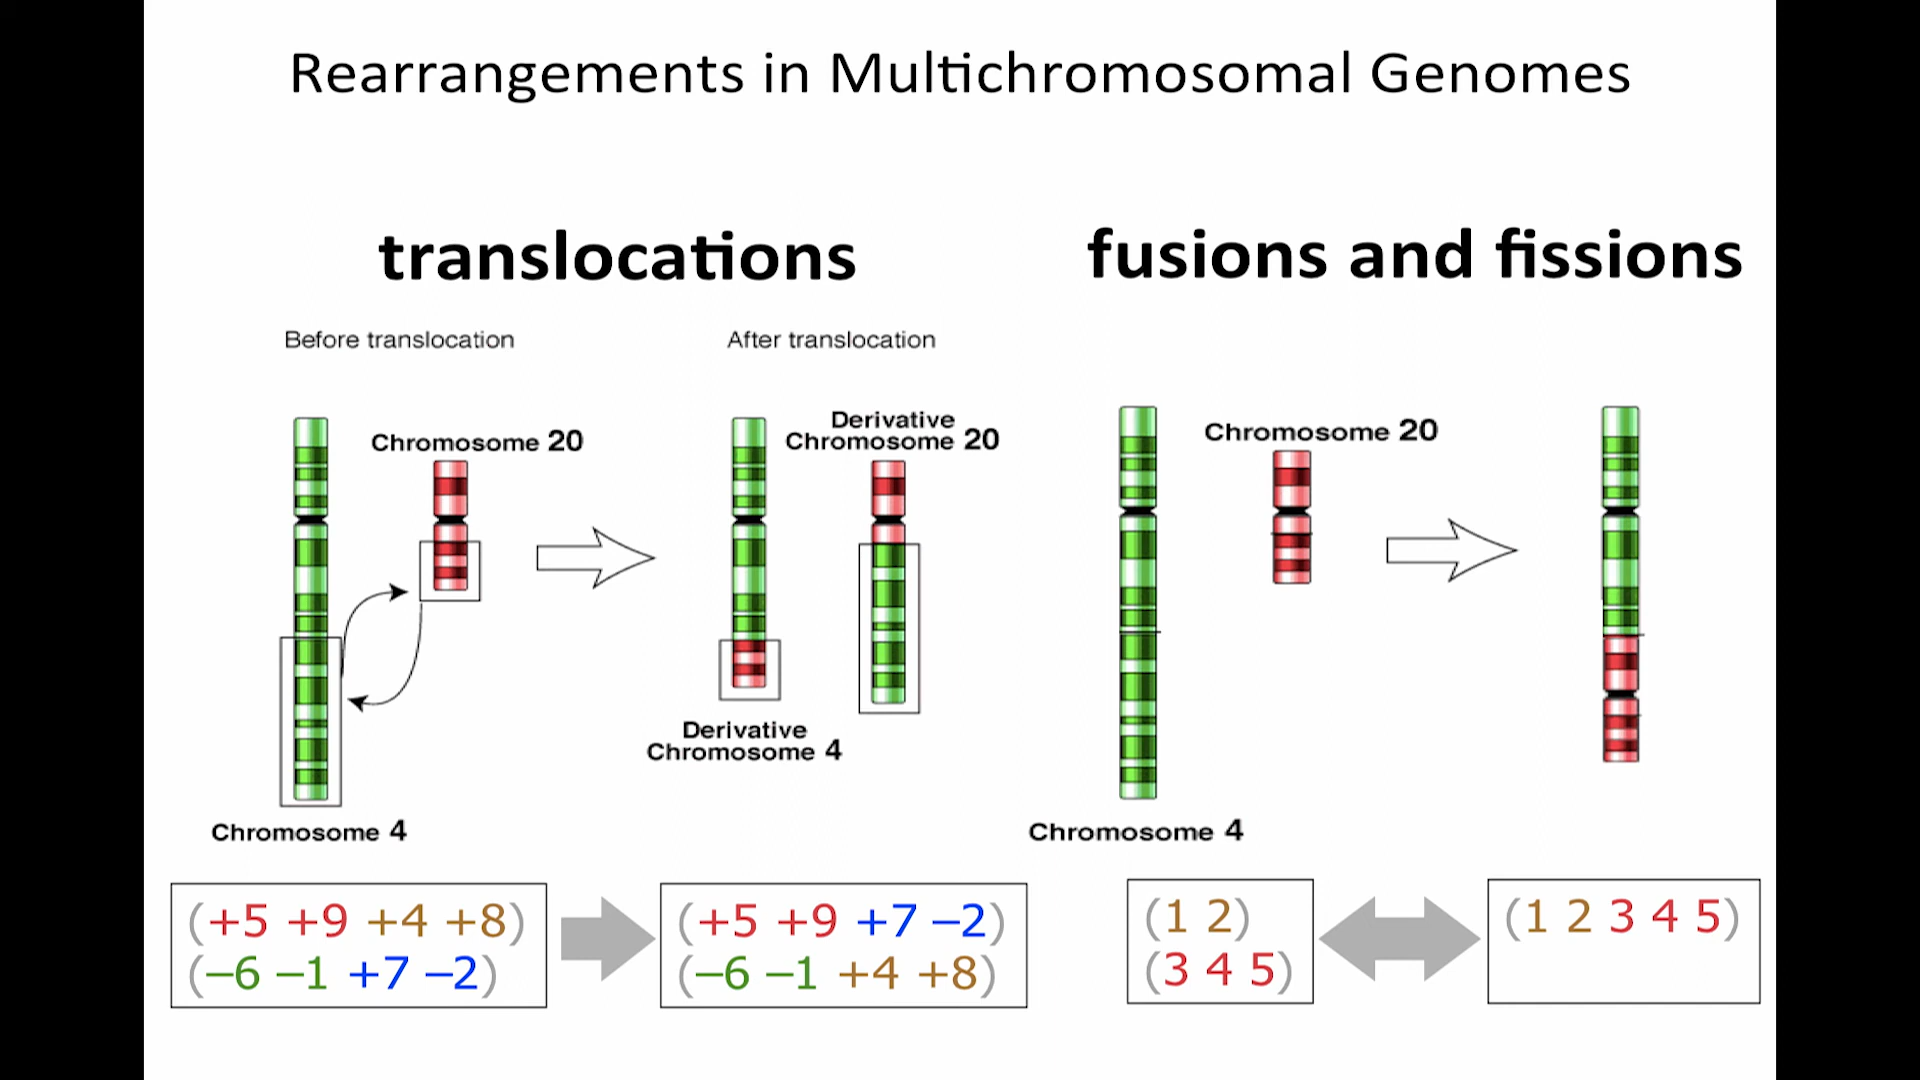 Rearrangements in Multichromosomal Genomes
translocations
fusions and fissions
Before translocation
After translocation
Chromosome 20
Derivative
Chromosome 20
Derivative
Chromosome 4
Chromosome 4
Chromosome 20
Chromosome 4
(+5 +9 +4 +8)
(–6 –1 +7 –2)
(+5 +9 +7 –2)
(–6 –1 +4 +8)
(1 2)
(3 4 5)
(1 2 3 4 5)